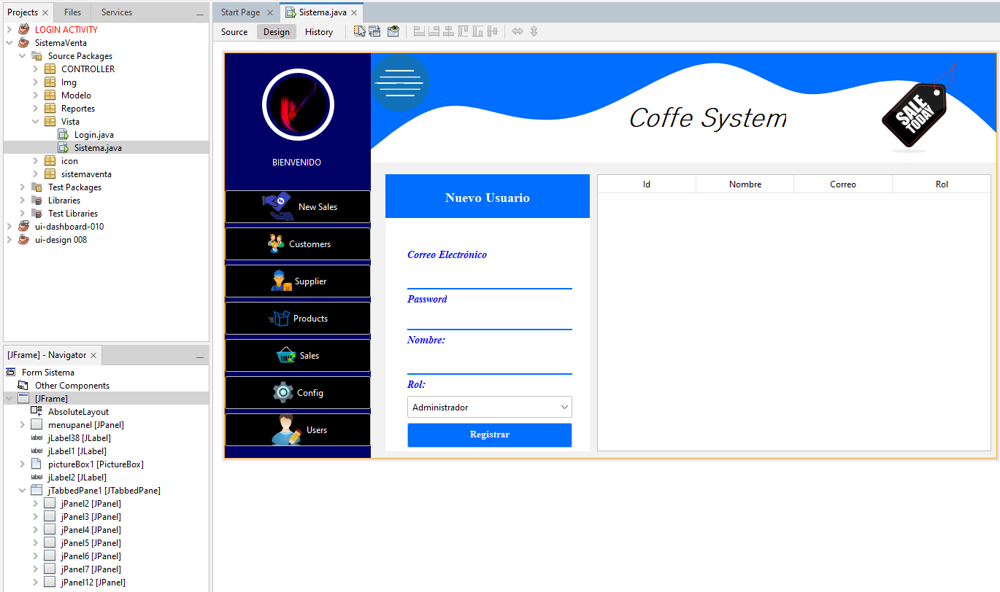 Projects
Files
Services
LOGIN ACTIVITY
SistemaVenta
Source Packages
CONTROLLER
Img
Modelo
Reportes
Vista
Login.java
Sistema.java
icon
sistemaventa
Test Packages
Libraries
Test Libraries
ui-dashboard-010
ui-design 008
[JFrame] - Navigator
Form Sistema
Other Components
[JFrame]
AbsoluteLayout
menupanel [JPanel]
label jLabel38 [JLabel]
label jLabel1 [JLabel]
pictureBox1 [PictureBox]
label jLabel2 [JLabel]
jTabbedPane1 [JTabbedPane]
jPanel2 [JPanel]
jPanel3 [JPanel]
jPanel4 [JPanel]
jPanel5 [JPanel]
jPanel6 [JPanel]
jPanel7 [JPanel]
jPanel12 [JPanel]
Start Page
Sistema.java
Source
Design
History
BIENVENIDO
New Sales
Customers
Supplier
Products
Sales
Config
Users
Coffe System
SALE
TODAY
Nuevo Usuario
Correo Electrónico
Password
Nombre:
Rol:
Administrador
Registrar
Id
Nombre
Correo
Rol